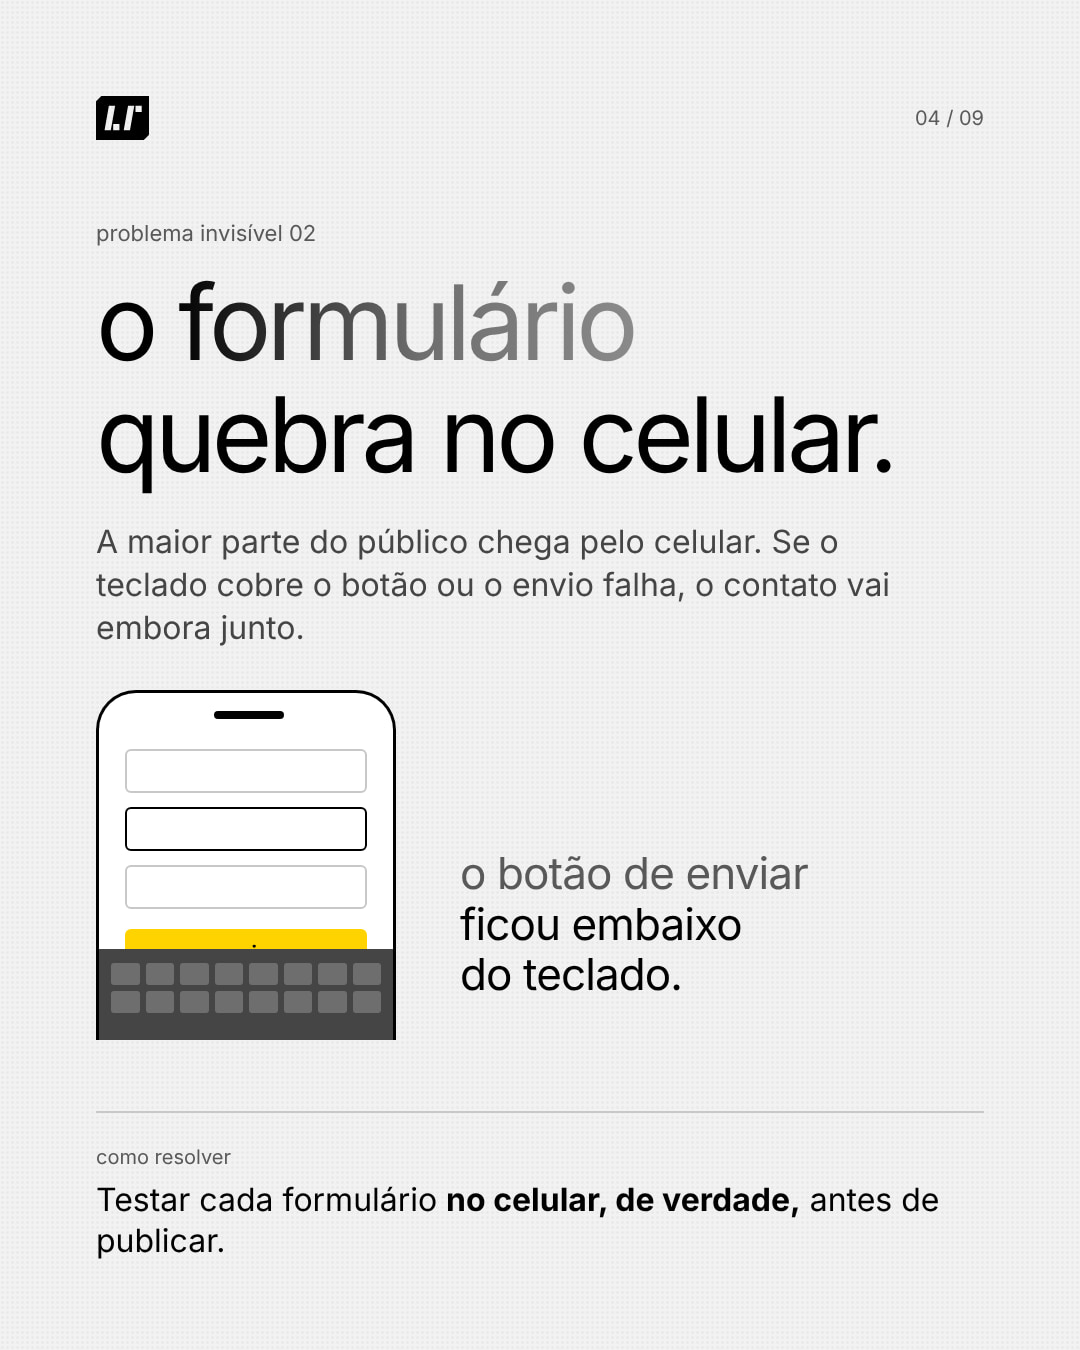 04 / 09
problema invisível 02
o formulário
quebra no celular.
A maior parte do público chega pelo celular. Se o
teclado cobre o botão ou o envio falha, o contato vai
embora junto.
o botão de enviar
ficou embaixo
do teclado.
como resolver
Testar cada formulário no celular, de verdade, antes de
publicar.